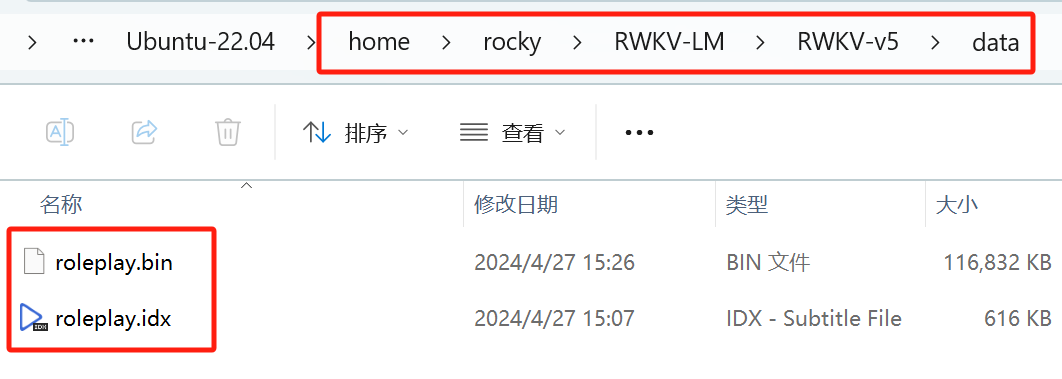 > ··· Ubuntu-22.04 > home > rocky > RWKV-LM > RWKV-v5 > data
排序 查看 ···
名称 修改日期 类型 大小
roleplay.bin 2024/4/27 15:26 BIN 文件 116,832 KB
roleplay.idx 2024/4/27 15:07 IDX - Subtitle File 616 KB